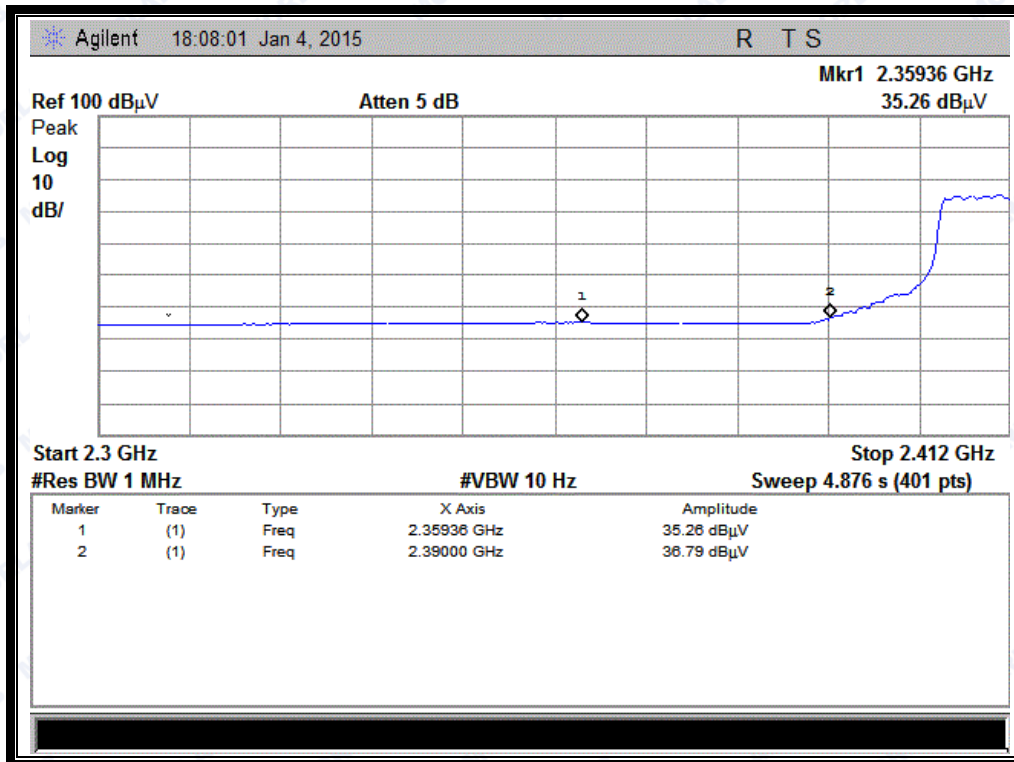 Agilent 18:08:01 Jan 4, 2015 R T S
Mkr1 2.35936 GHz
Ref 100 dBµV Atten 5 dB 35.26 dBµV
Peak
Log
10
dB/
1
2
Start 2.3 GHz Stop 2.412 GHz
#Res BW 1 MHz #VBW 10 Hz Sweep 4.876 s (401 pts)
Marker Trace Type X Axis Amplitude
1 (1) Freq 2.35936 GHz 35.26 dBµV
2 (1) Freq 2.39000 GHz 36.79 dBµV